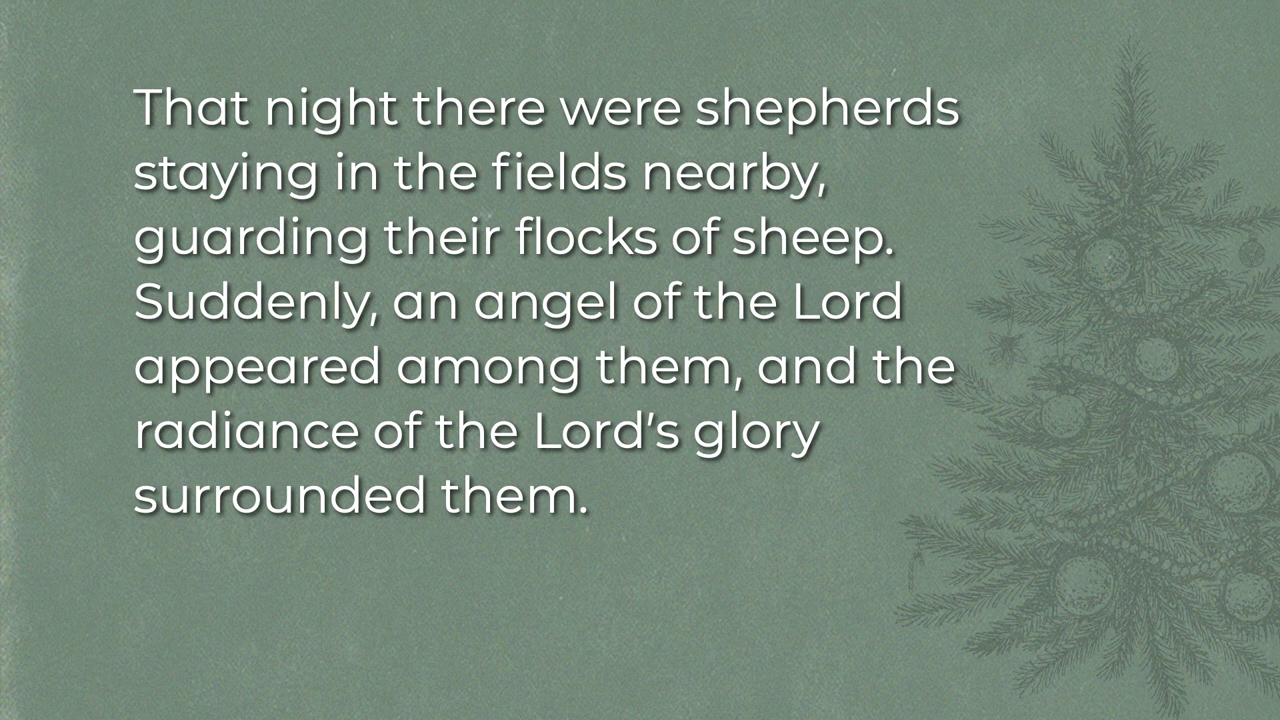 That night there were shepherds
staying in the fields nearby,
guarding their flocks of sheep.
Suddenly, an angel of the Lord
appeared among them, and the
radiance of the Lord’s glory
surrounded them.